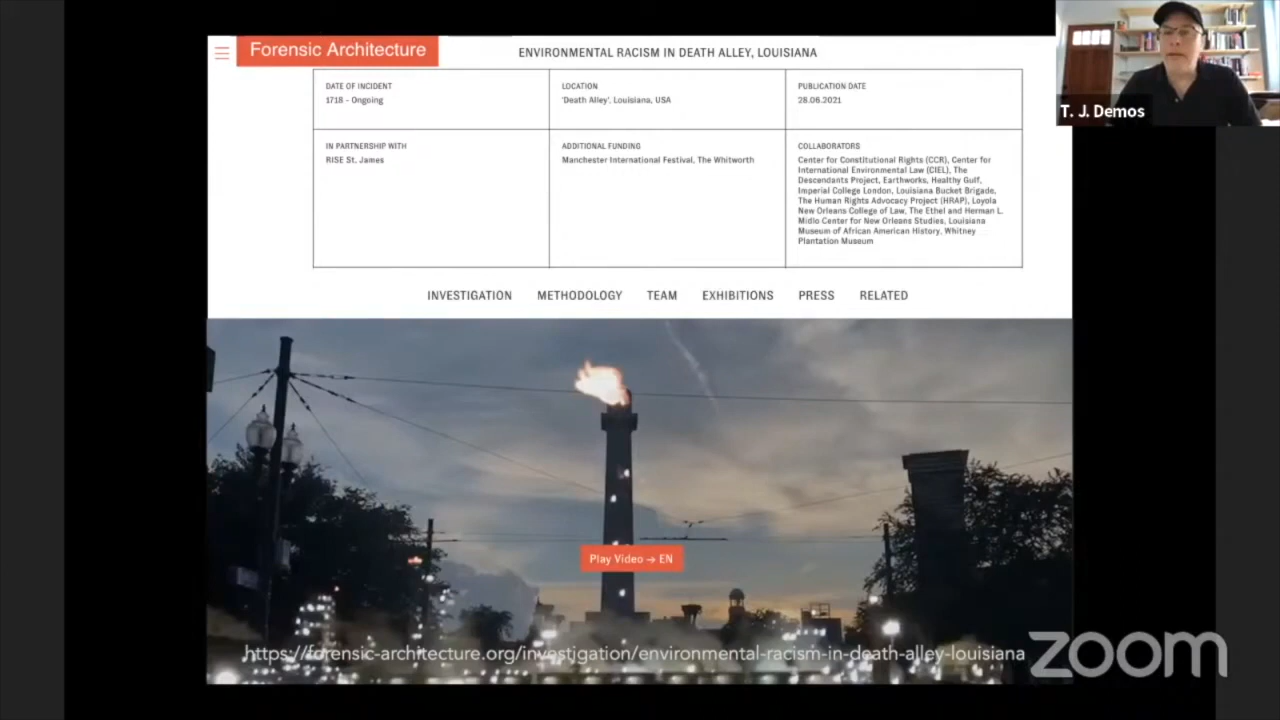 Forensic Architecture
ENVIRONMENTAL RACISM IN DEATH ALLEY, LOUISIANA
DATE OF INCIDENT
1718 – Ongoing
LOCATION
'Death Alley', Louisiana, USA
PUBLICATION DATE
28.06.2021
IN PARTNERSHIP WITH
RISE St. James
ADDITIONAL FUNDING
Manchester International Festival, The Whitworth
COLLABORATORS
Center for Constitutional Rights (CCR), Center for
International Environmental Law (CIEL), The
Descendants Project, Earthworks, Healthy Gulf,
Imperial College London, Louisiana Bucket Brigade,
The Human Rights Advocacy Project (HRAP), Loyola
New Orleans College of Law, The Ethel and Herman L.
Midlo Center for New Orleans Studies, Louisiana
Museum of African American History, Whitney
Plantation Museum
INVESTIGATION METHODOLOGY TEAM EXHIBITIONS PRESS RELATED
Play Video → EN
https://forensic-architecture.org/investigation/environmental-racism-in-death-alley-louisiana
T. J. Demos
zoom